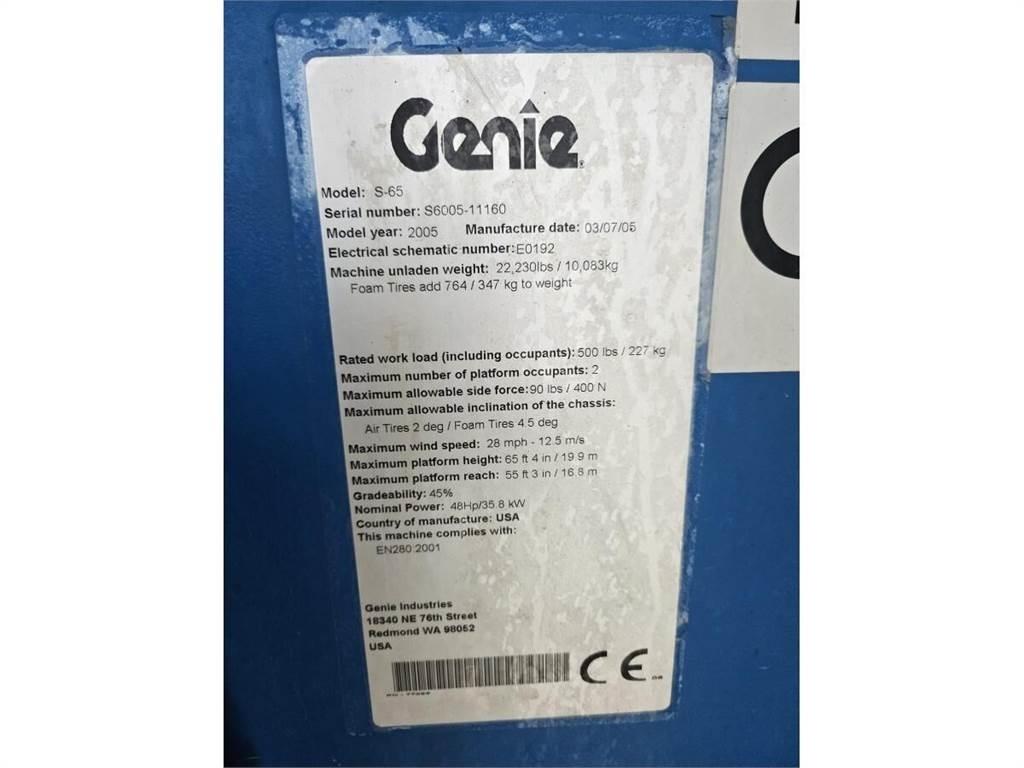 Genie
Model: S-65
Serial number: S6005-11160
Model year: 2005 Manufacture date: 03/07/05
Electrical schematic number:E0192
Machine unladen weight: 22,230lbs / 10,083kg
Foam Tires add 764 / 347 kg to weight
Rated work load (including occupants): 500 lbs / 227 kg
Maximum number of platform occupants: 2
Maximum allowable side force:90 lbs / 400 N
Maximum allowable inclination of the chassis:
Air Tires 2 deg / Foam Tires 4.5 deg
Maximum wind speed: 28 mph - 12.5 m/s
Maximum platform height: 65 ft 4 in / 19.9 m
Maximum platform reach: 55 ft 3 in / 16.8 m
Gradeability: 45%
Nominal Power: 48Hp/35.8 kW
Country of manufacture: USA
This machine complies with:
EN280:2001
Genie Industries
18340 NE 76th Street
Redmond WA 98052
USA
CE